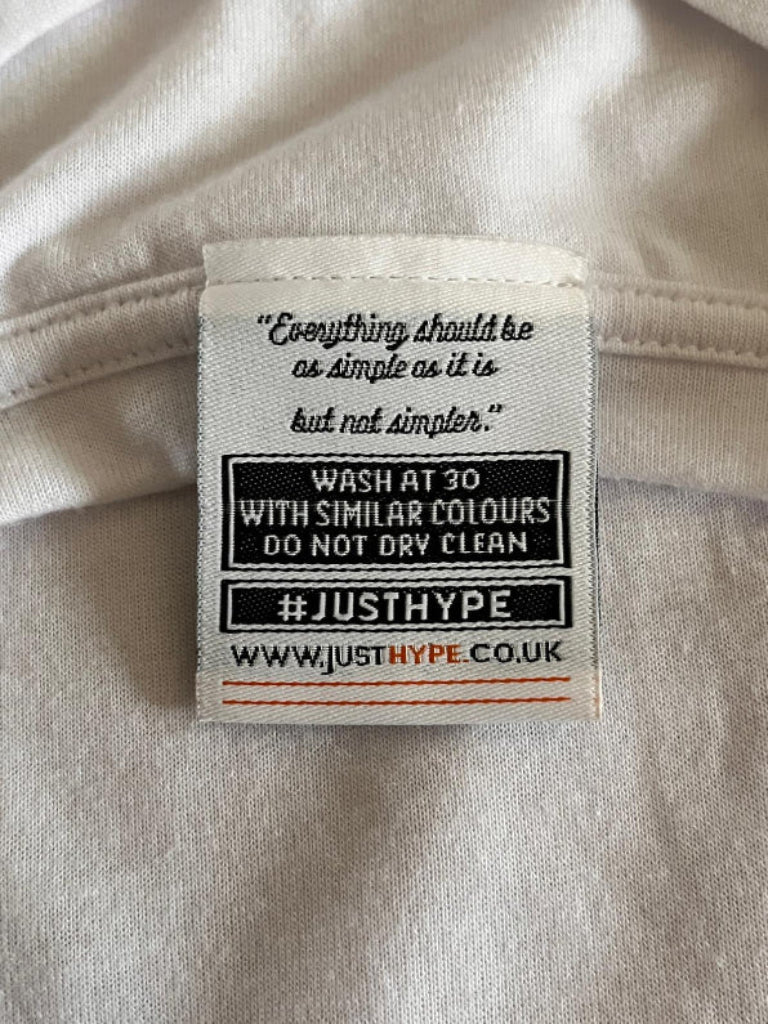 "Everything should be
as simple as it is
but not simpler."
WASH AT 30
WITH SIMILAR COLOURS
DO NOT DRY CLEAN
#JUSTHYPE
WWW.JUSTHYPE.CO.UK